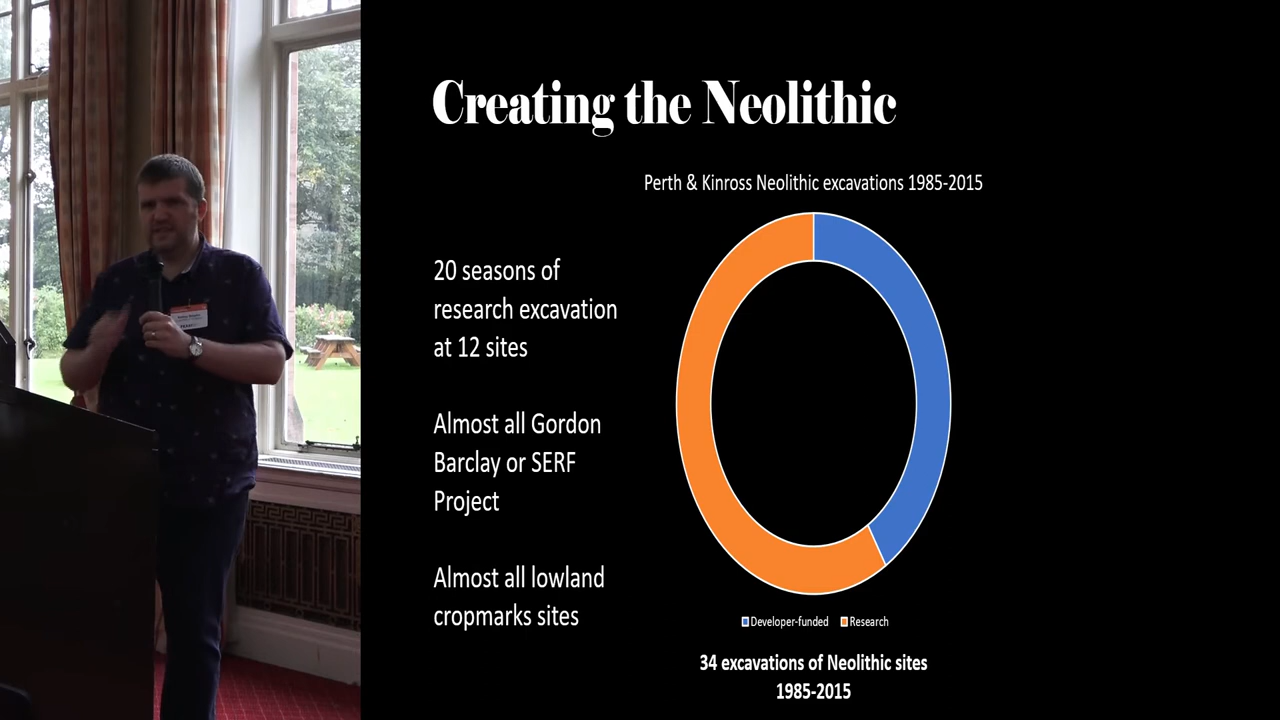 Creating the Neolithic
Perth & Kinross Neolithic excavations 1985-2015
20 seasons of
research excavation
at 12 sites
Almost all Gordon
Barclay or SERF
Project
Almost all lowland
cropmarks sites
Developer-funded Research
34 excavations of Neolithic sites
1985-2015